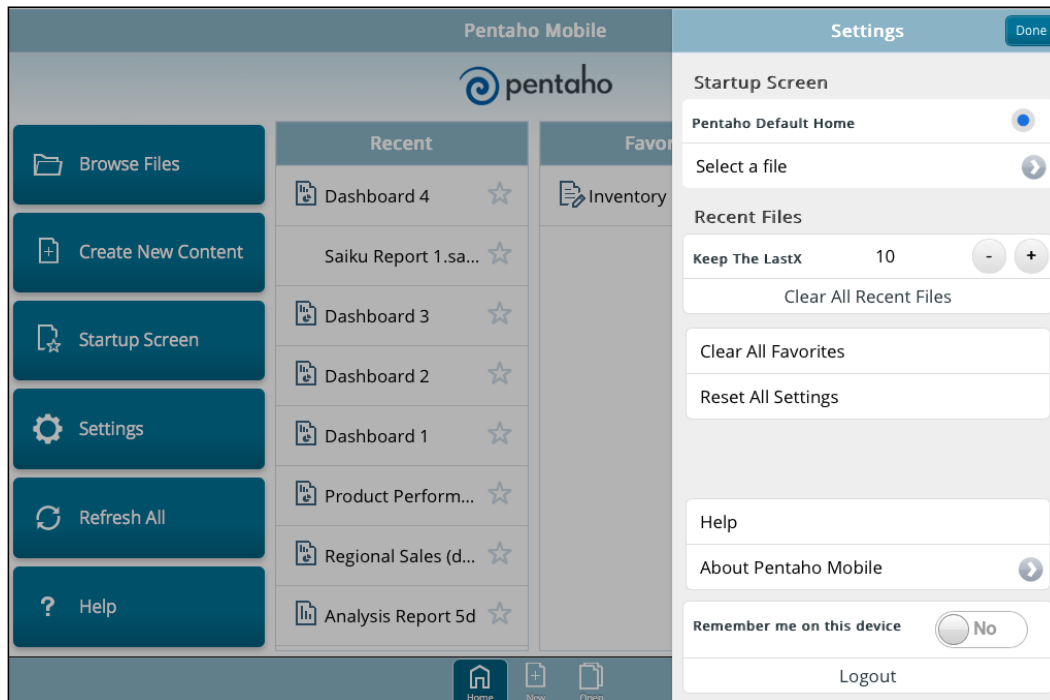 Pentaho Mobile
pentaho
Browse Files
Create New Content
Startup Screen
Settings
Refresh All
? Help
Recent
Dashboard 4
Saiku Report 1.sa...
Dashboard 3
Dashboard 2
Dashboard 1
Product Perform...
Regional Sales (d...
Analysis Report 5d
Favor
Inventory
Home
New
Open
Settings
Done
Startup Screen
Pentaho Default Home
Select a file
Recent Files
Keep The LastX 10 - +
Clear All Recent Files
Clear All Favorites
Reset All Settings
Help
About Pentaho Mobile
Remember me on this device No
Logout